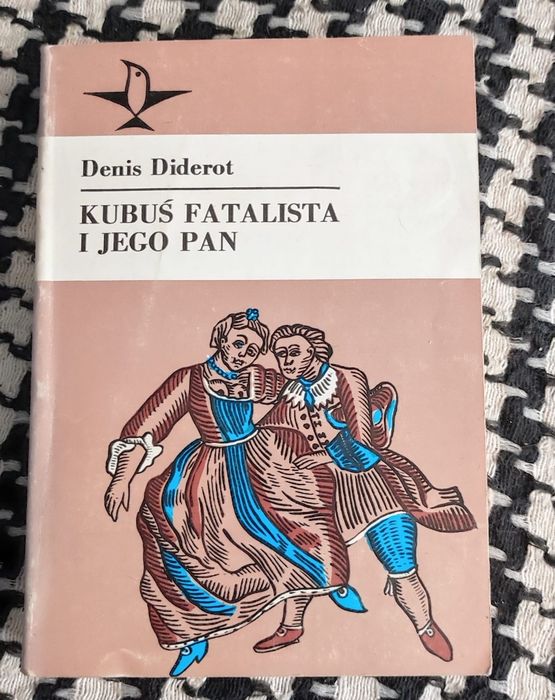 Denis Diderot
KUBUŚ FATALISTA
I JEGO PAN